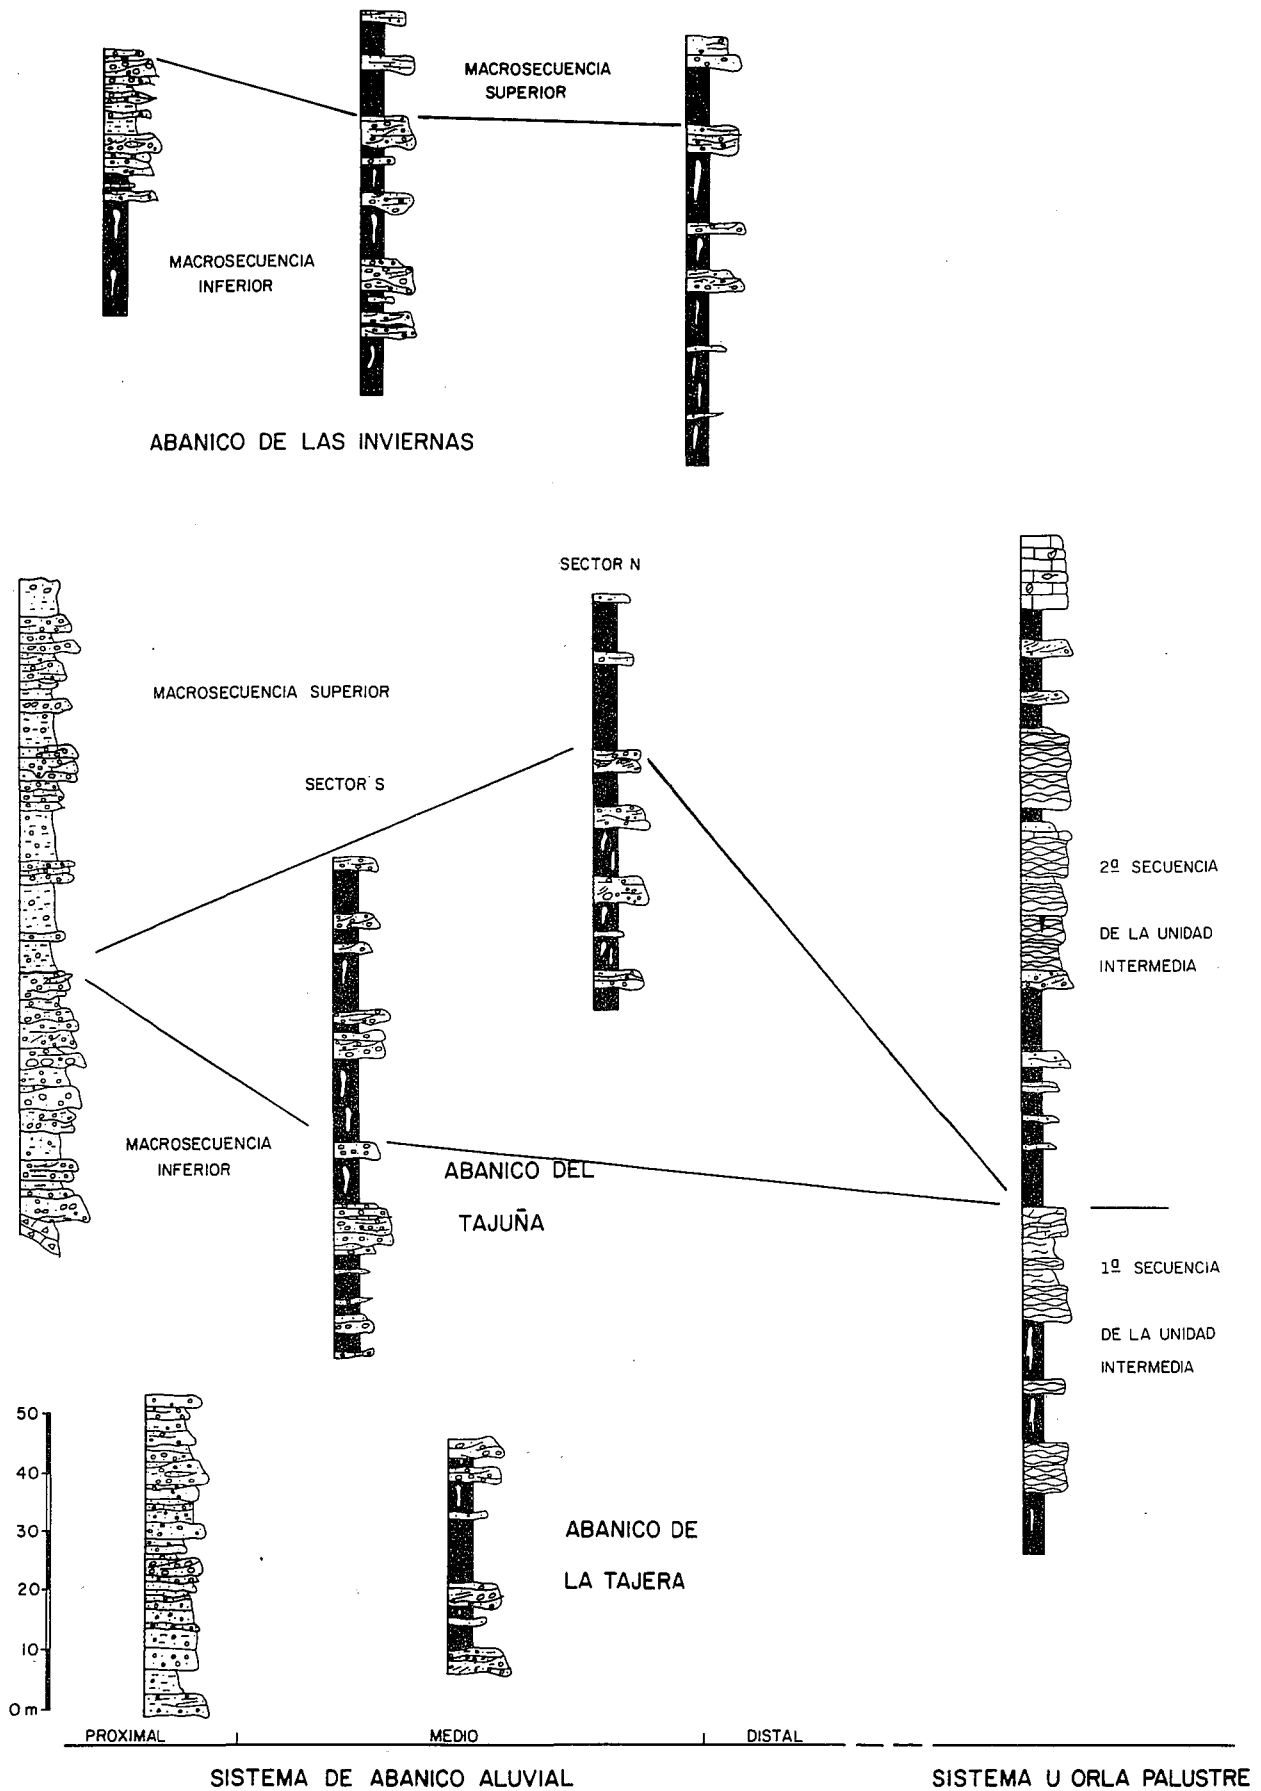 MACROSECUENCIA
SUPERIOR
MACROSECUENCIA
INFERIOR
ABANICO DE LAS INVIERNAS
SECTOR N
MACROSECUENCIA SUPERIOR
SECTOR S
2ª SECUENCIA
DE LA UNIDAD
INTERMEDIA
MACROSECUENCIA
INFERIOR
ABANICO DEL
TAJUÑA
1ª SECUENCIA
DE LA UNIDAD
INTERMEDIA
50
40
30
20
10
0 m
ABANICO DE
LA TAJERA
PROXIMAL
MEDIO
DISTAL
SISTEMA DE ABANICO ALUVIAL
SISTEMA U ORLA PALUSTRE